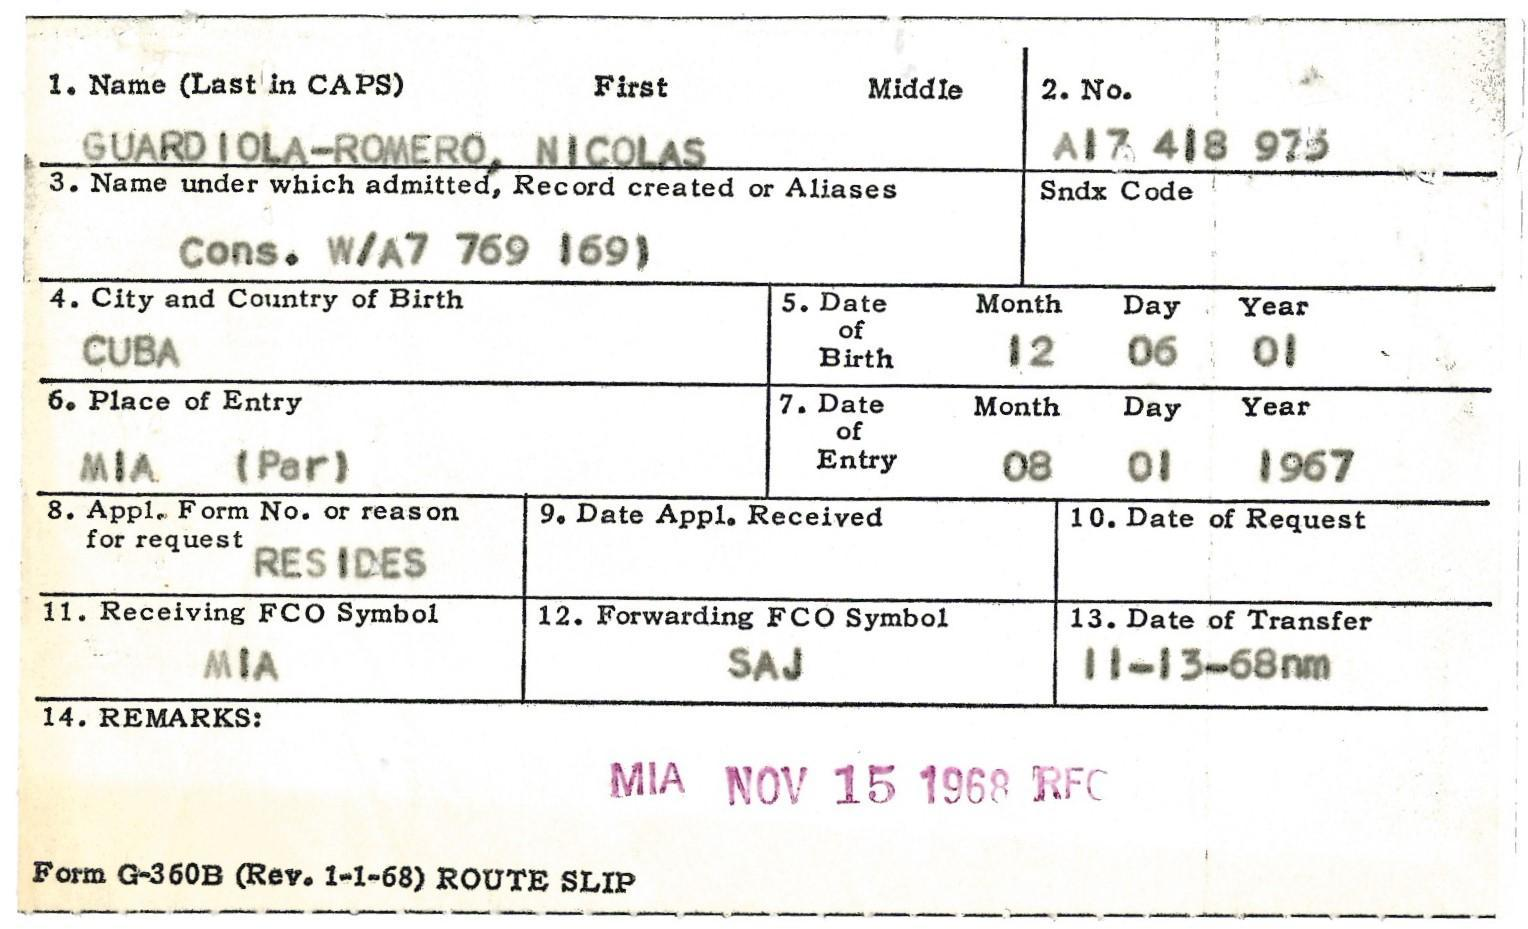 1. Name (Last in CAPS) First Middle 2. No.
GUARDIOLA-ROMERO, NICOLAS A17 418 975
3. Name under which admitted, Record created or Aliases Sndx Code
Cons. W/A7 769 169)
4. City and Country of Birth 5. Date of Birth Month Day Year
CUBA 12 06 01
6. Place of Entry 7. Date of Entry Month Day Year
MIA (Par) 08 01 1967
8. Appl. Form No. or reason for request 9. Date Appl. Received 10. Date of Request
RESIDES
11. Receiving FCO Symbol 12. Forwarding FCO Symbol 13. Date of Transfer
MIA SAJ 11-13-68nm
14. REMARKS:
MIA NOV 15 1968 RFC
Form G-360B (Rev. 1-1-68) ROUTE SLIP